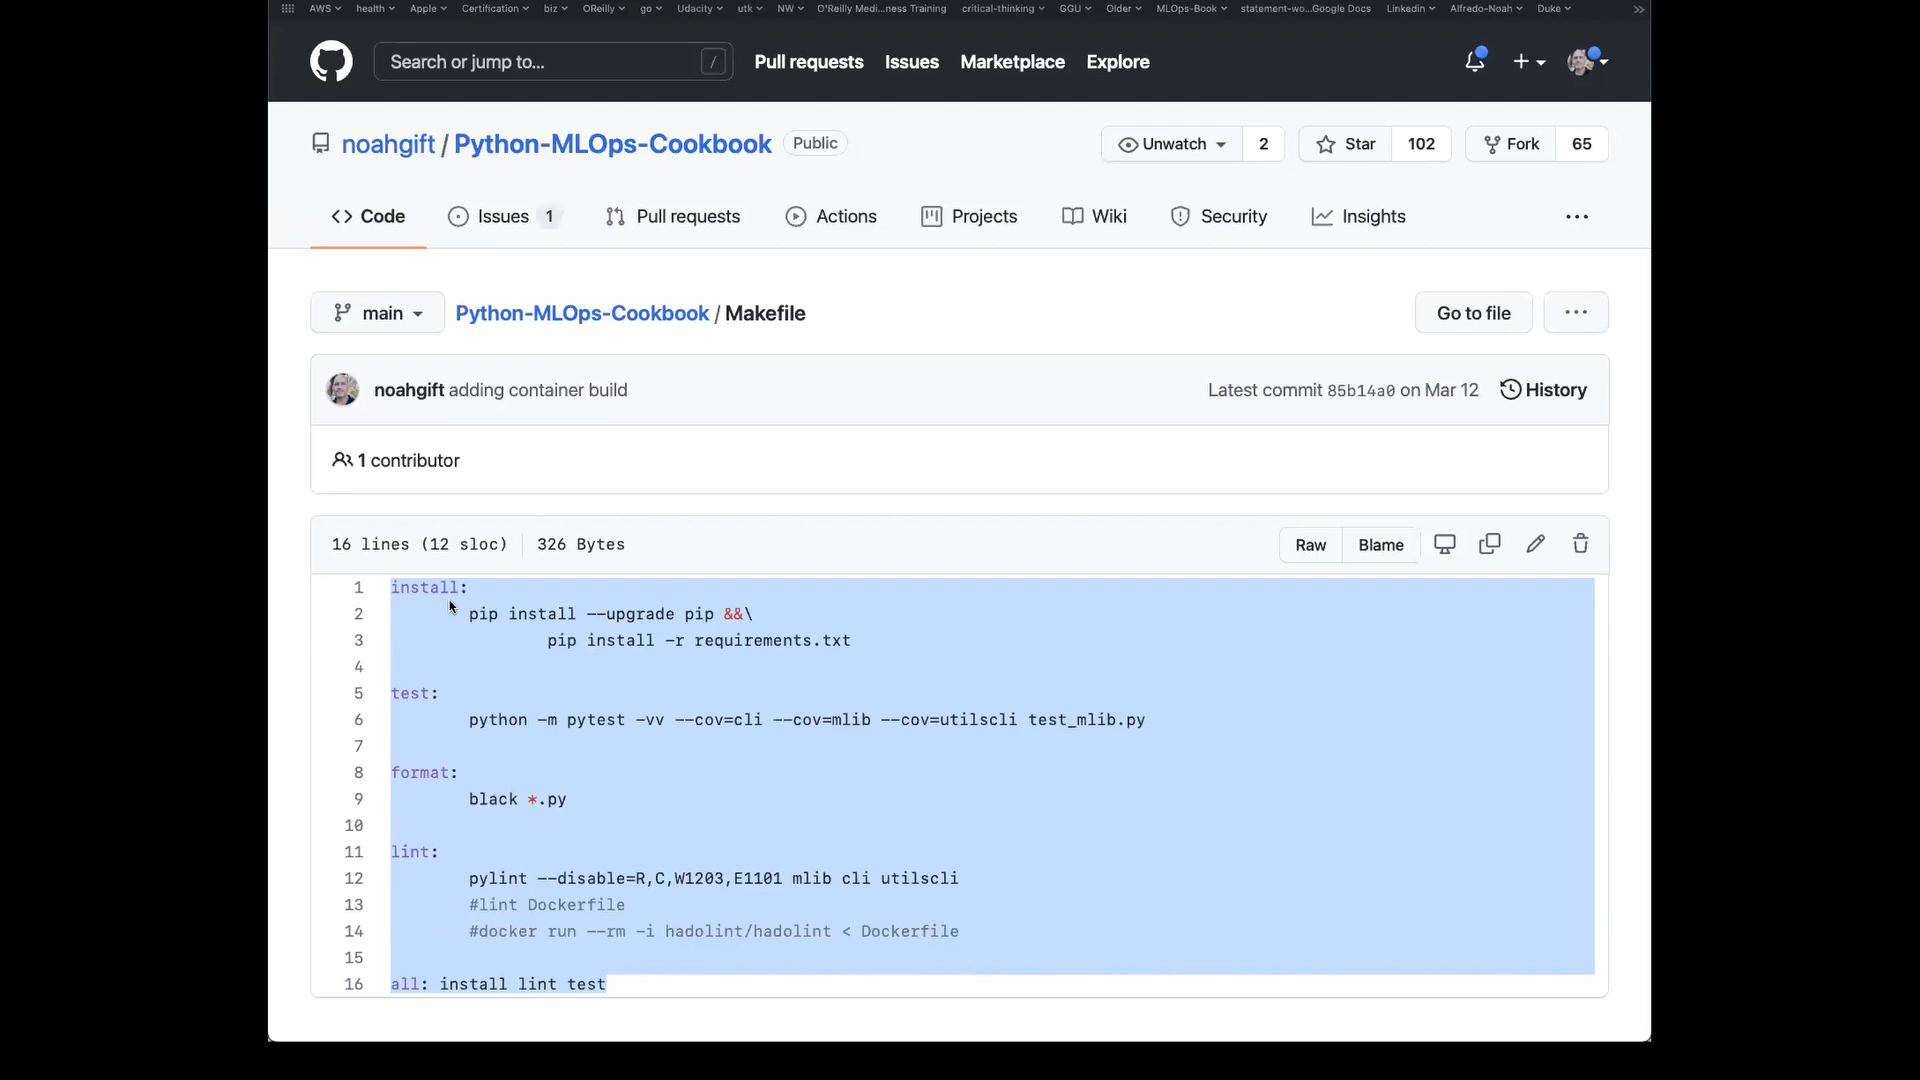 AWS health Apple Certification biz OReilly go Udacity utk NW O'Reilly Medi...ness Training critical-thinking GGU Older MLOps-Book statement-wo...Google Docs Linkedin Alfredo-Noah Duke »
Search or jump to... / Pull requests Issues Marketplace Explore
noahgift / Python-MLOps-Cookbook Public Unwatch 2 Star 102 Fork 65
Code Issues 1 Pull requests Actions Projects Wiki Security Insights ...
main Python-MLOps-Cookbook / Makefile Go to file ...
noahgift adding container build Latest commit 85b14a0 on Mar 12 History
1 contributor
16 lines (12 sloc) 326 Bytes Raw Blame
1 install:
2 pip install --upgrade pip &&\
3 pip install -r requirements.txt
4
5 test:
6 python -m pytest -vv --cov=cli --cov=mlib --cov=utilscli test_mlib.py
7
8 format:
9 black *.py
10
11 lint:
12 pylint --disable=R,C,W1203,E1101 mlib cli utilscli
13 #lint Dockerfile
14 #docker run --rm -i hadolint/hadolint < Dockerfile
15
16 all: install lint test